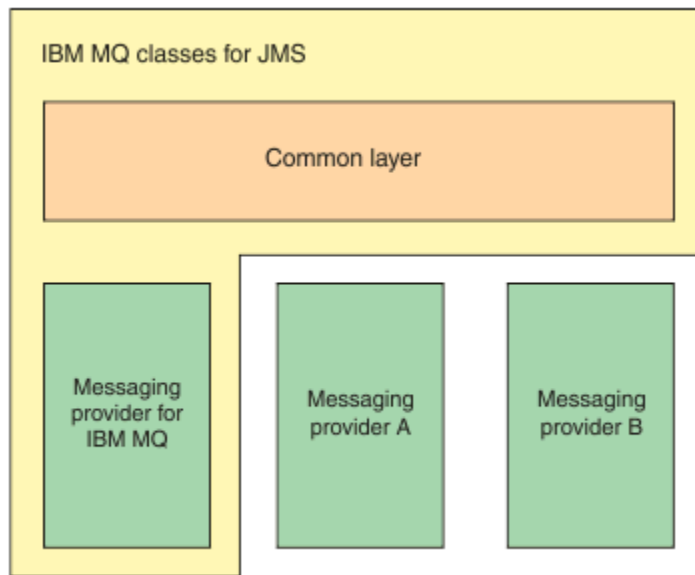 IBM MQ classes for JMS
Common layer
Messaging
provider for
IBM MQ
Messaging
provider A
Messaging
provider B